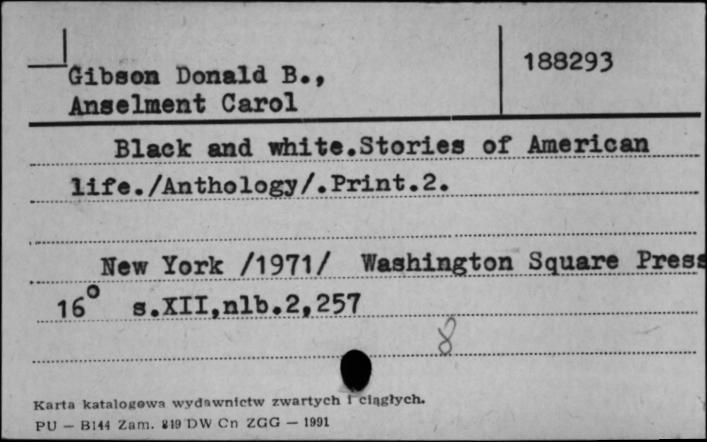 Gibson Donald B.,
188293
Anselment Carol
Black and white.Stories of American
life./Anthology/.Print.2.
New York /1971/ Washington Square Press
16° s.XII,nlb.2,257
8
Karta katalogowa wydawnictw zwartych i ciągłych.
PU — B144 Zam. 819 DW Cn ZGG — 1991